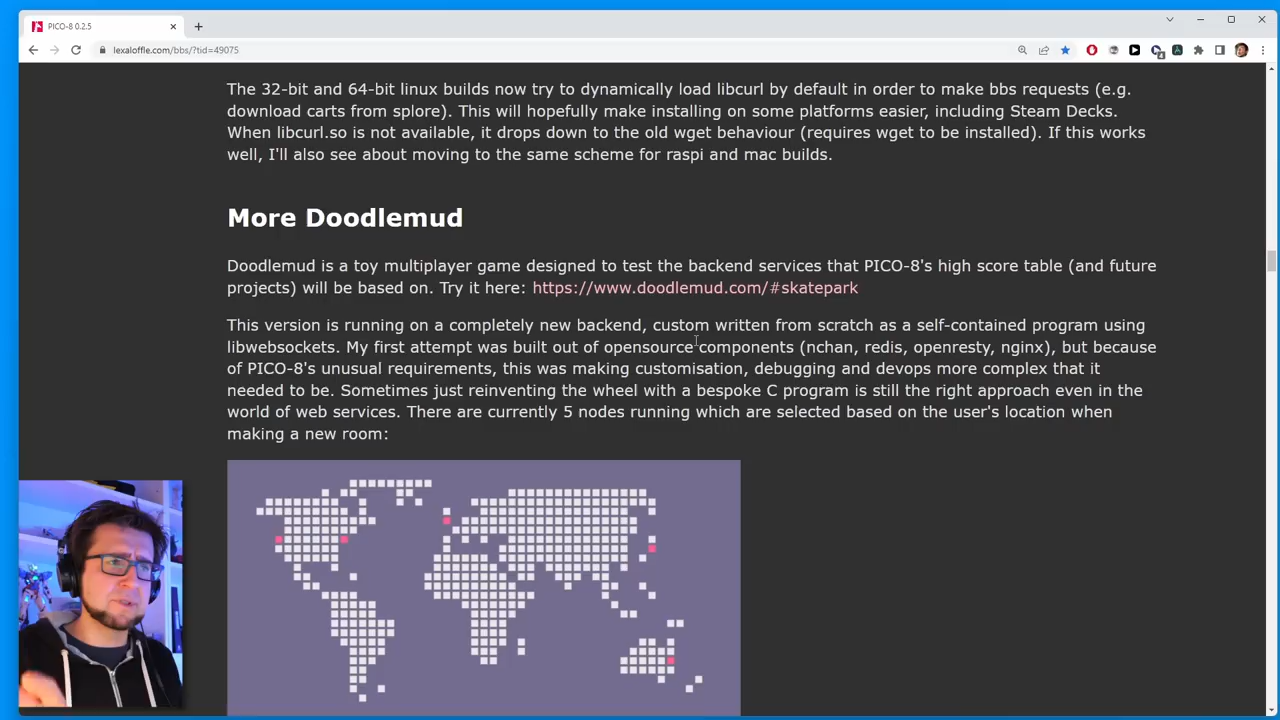 PICO-8 0.2.5
lexaloffle.com/bbs/?tid=49075
The 32-bit and 64-bit linux builds now try to dynamically load libcurl by default in order to make bbs requests (e.g.
download carts from splore). This will hopefully make installing on some platforms easier, including Steam Decks.
When libcurl.so is not available, it drops down to the old wget behaviour (requires wget to be installed). If this works
well, I'll also see about moving to the same scheme for raspi and mac builds.
More Doodlemud
Doodlemud is a toy multiplayer game designed to test the backend services that PICO-8's high score table (and future
projects) will be based on. Try it here: https://www.doodlemud.com/#skatepark
This version is running on a completely new backend, custom written from scratch as a self-contained program using
libwebsockets. My first attempt was built out of opensource components (nchan, redis, openresty, nginx), but because
of PICO-8's unusual requirements, this was making customisation, debugging and devops more complex that it
needed to be. Sometimes just reinventing the wheel with a bespoke C program is still the right approach even in the
world of web services. There are currently 5 nodes running which are selected based on the user's location when
making a new room: